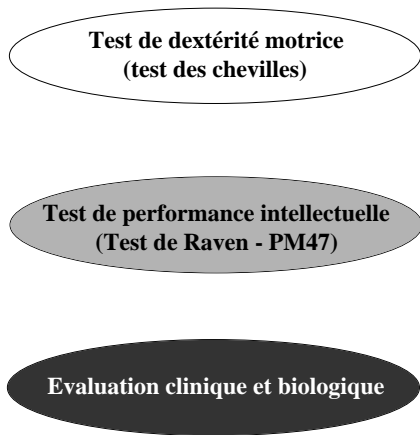 Test de dextérité motrice
(test des chevilles)
Test de performance intellectuelle
(Test de Raven - PM47)
Evaluation clinique et biologique